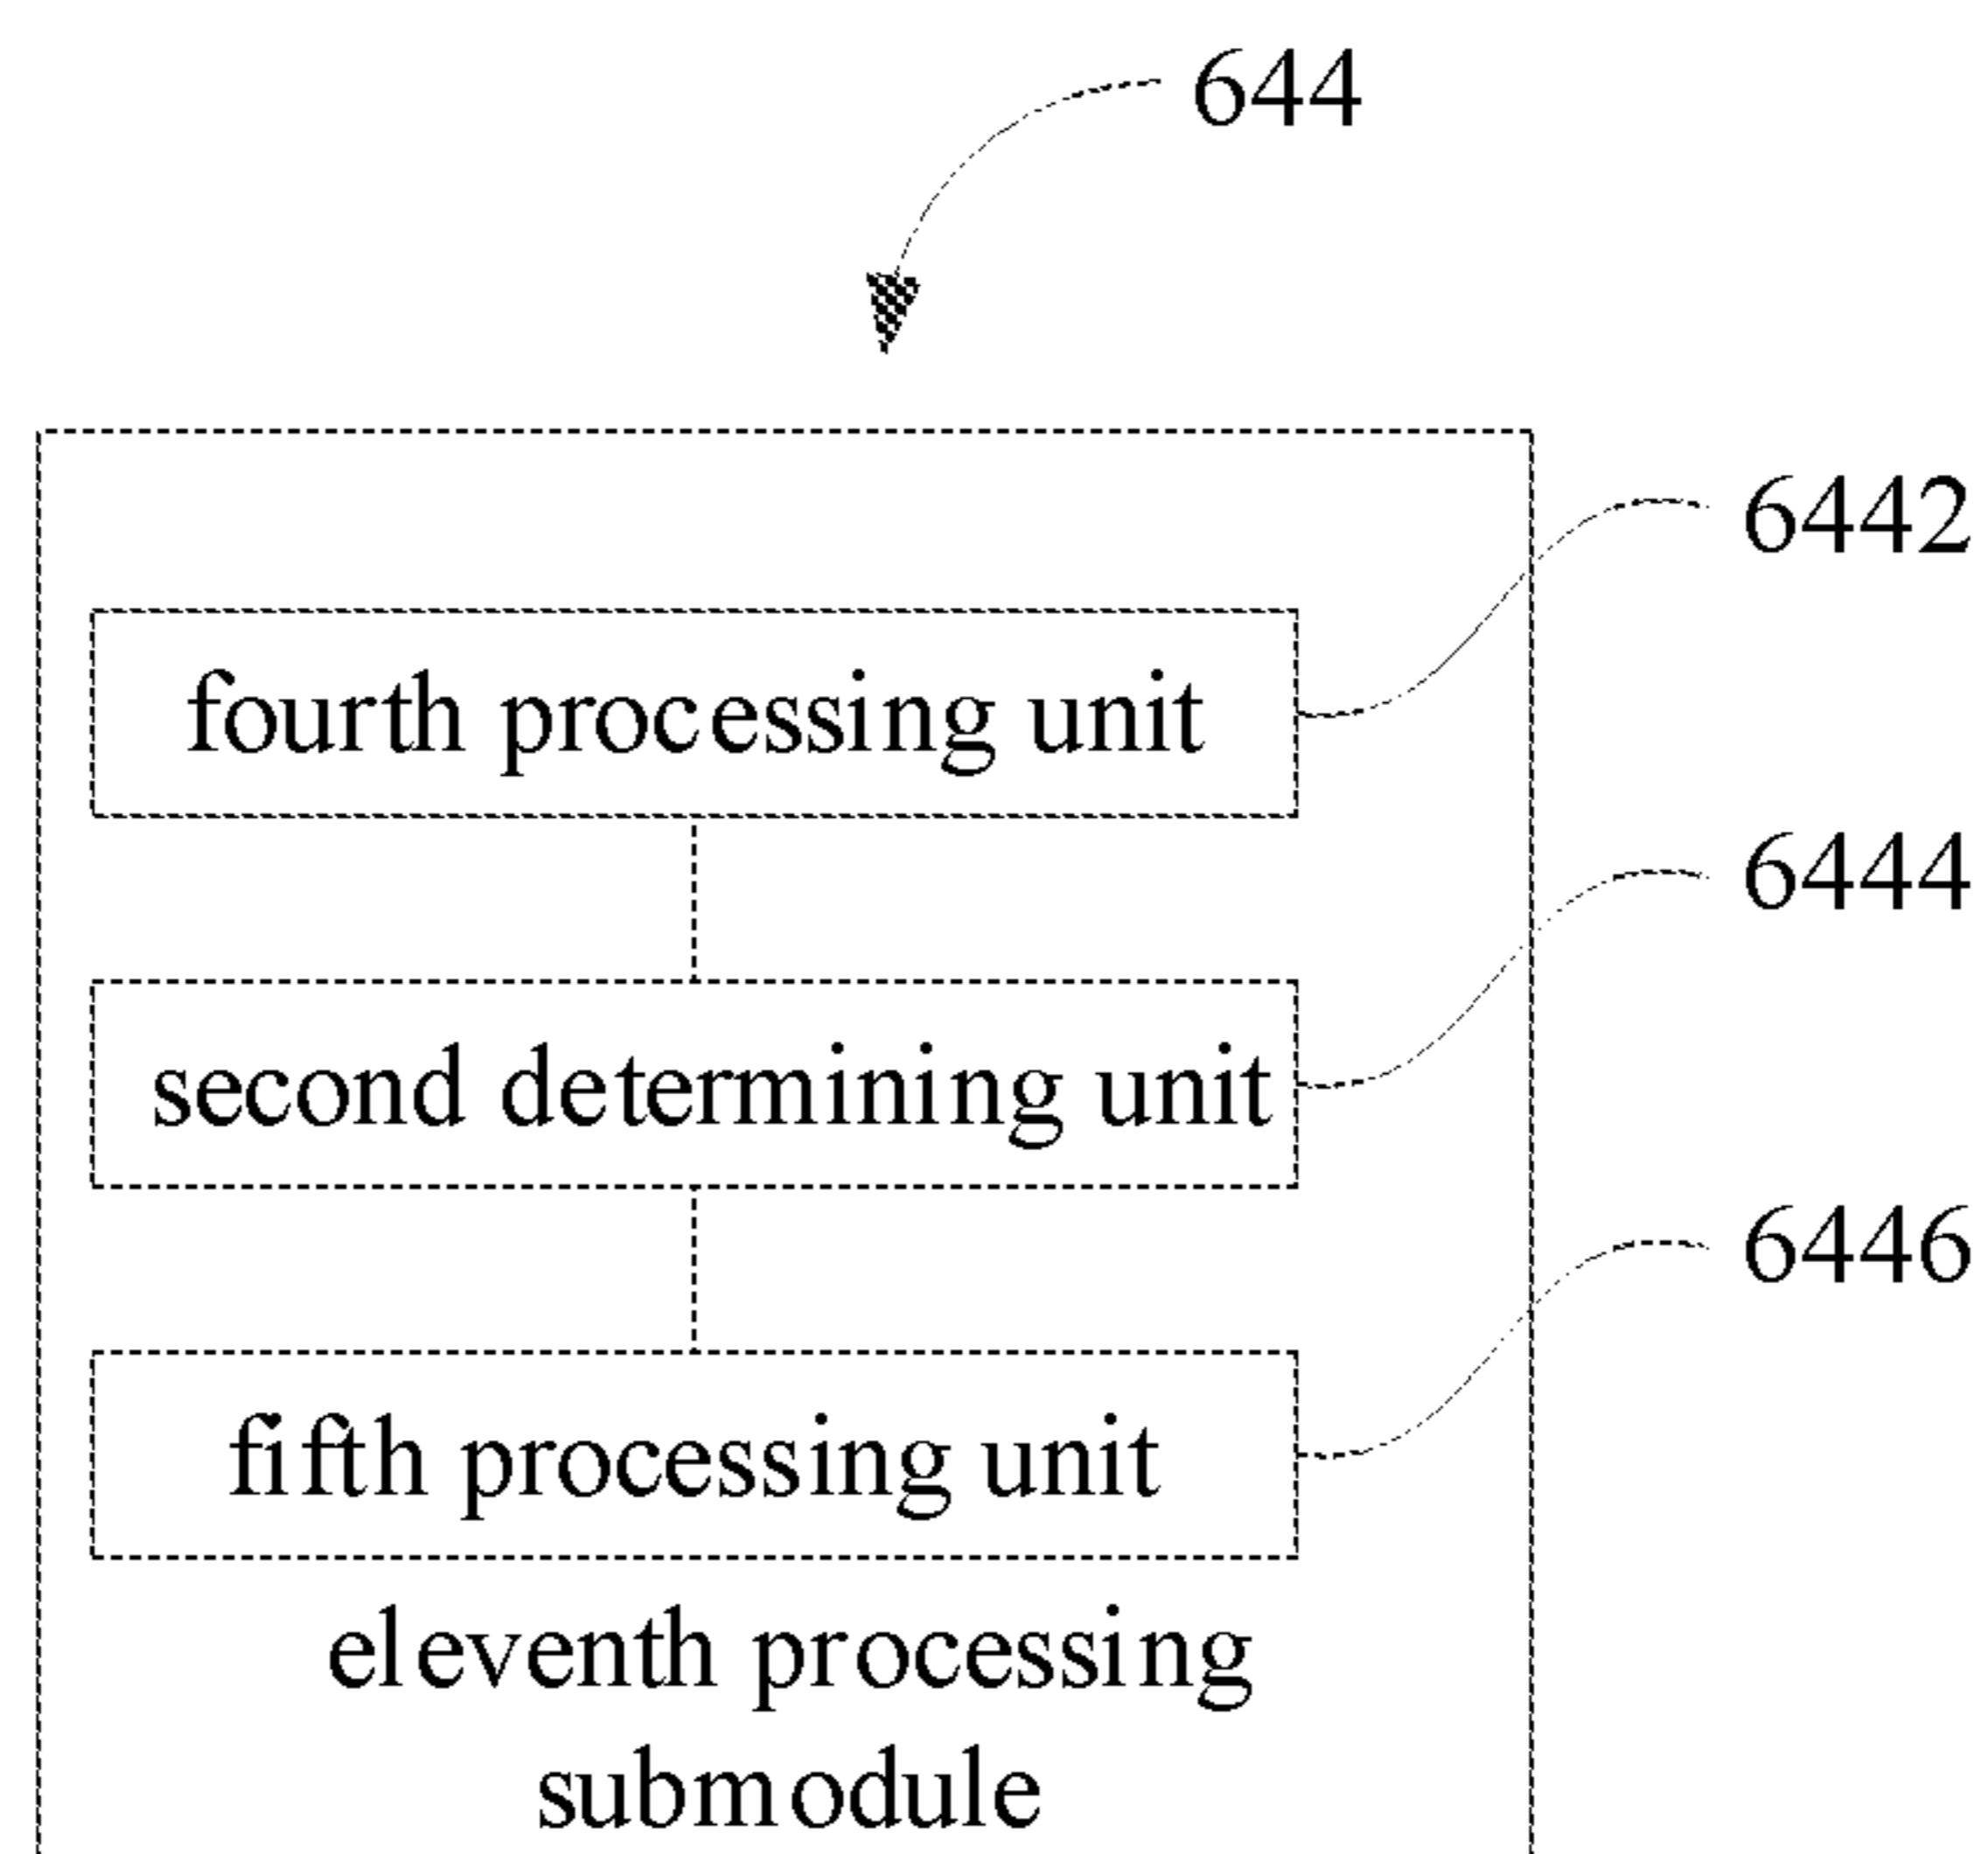 644
6442
fourth processing unit
6444
second determining unit
6446
fifth processing unit
eleventh processing
submodule